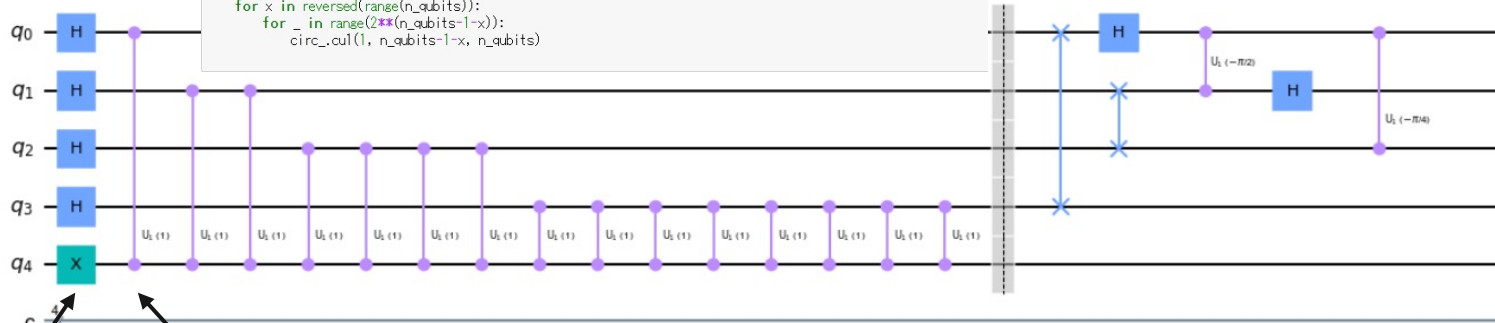 for x in reversed(range(n_qubits)):
for _ in range(2**(n_qubits-1-x)):
circ_.cu1(1, n_qubits-1-x, n_qubits)
q0 H H
U₁ (−π/2)
q1 H H
U₁ (−π/4)
q2 H
q3 H
U₁ (1) U₁ (1) U₁ (1) U₁ (1) U₁ (1) U₁ (1) U₁ (1) U₁ (1) U₁ (1) U₁ (1) U₁ (1) U₁ (1) U₁ (1) U₁ (1) U₁ (1)
q4 X
4